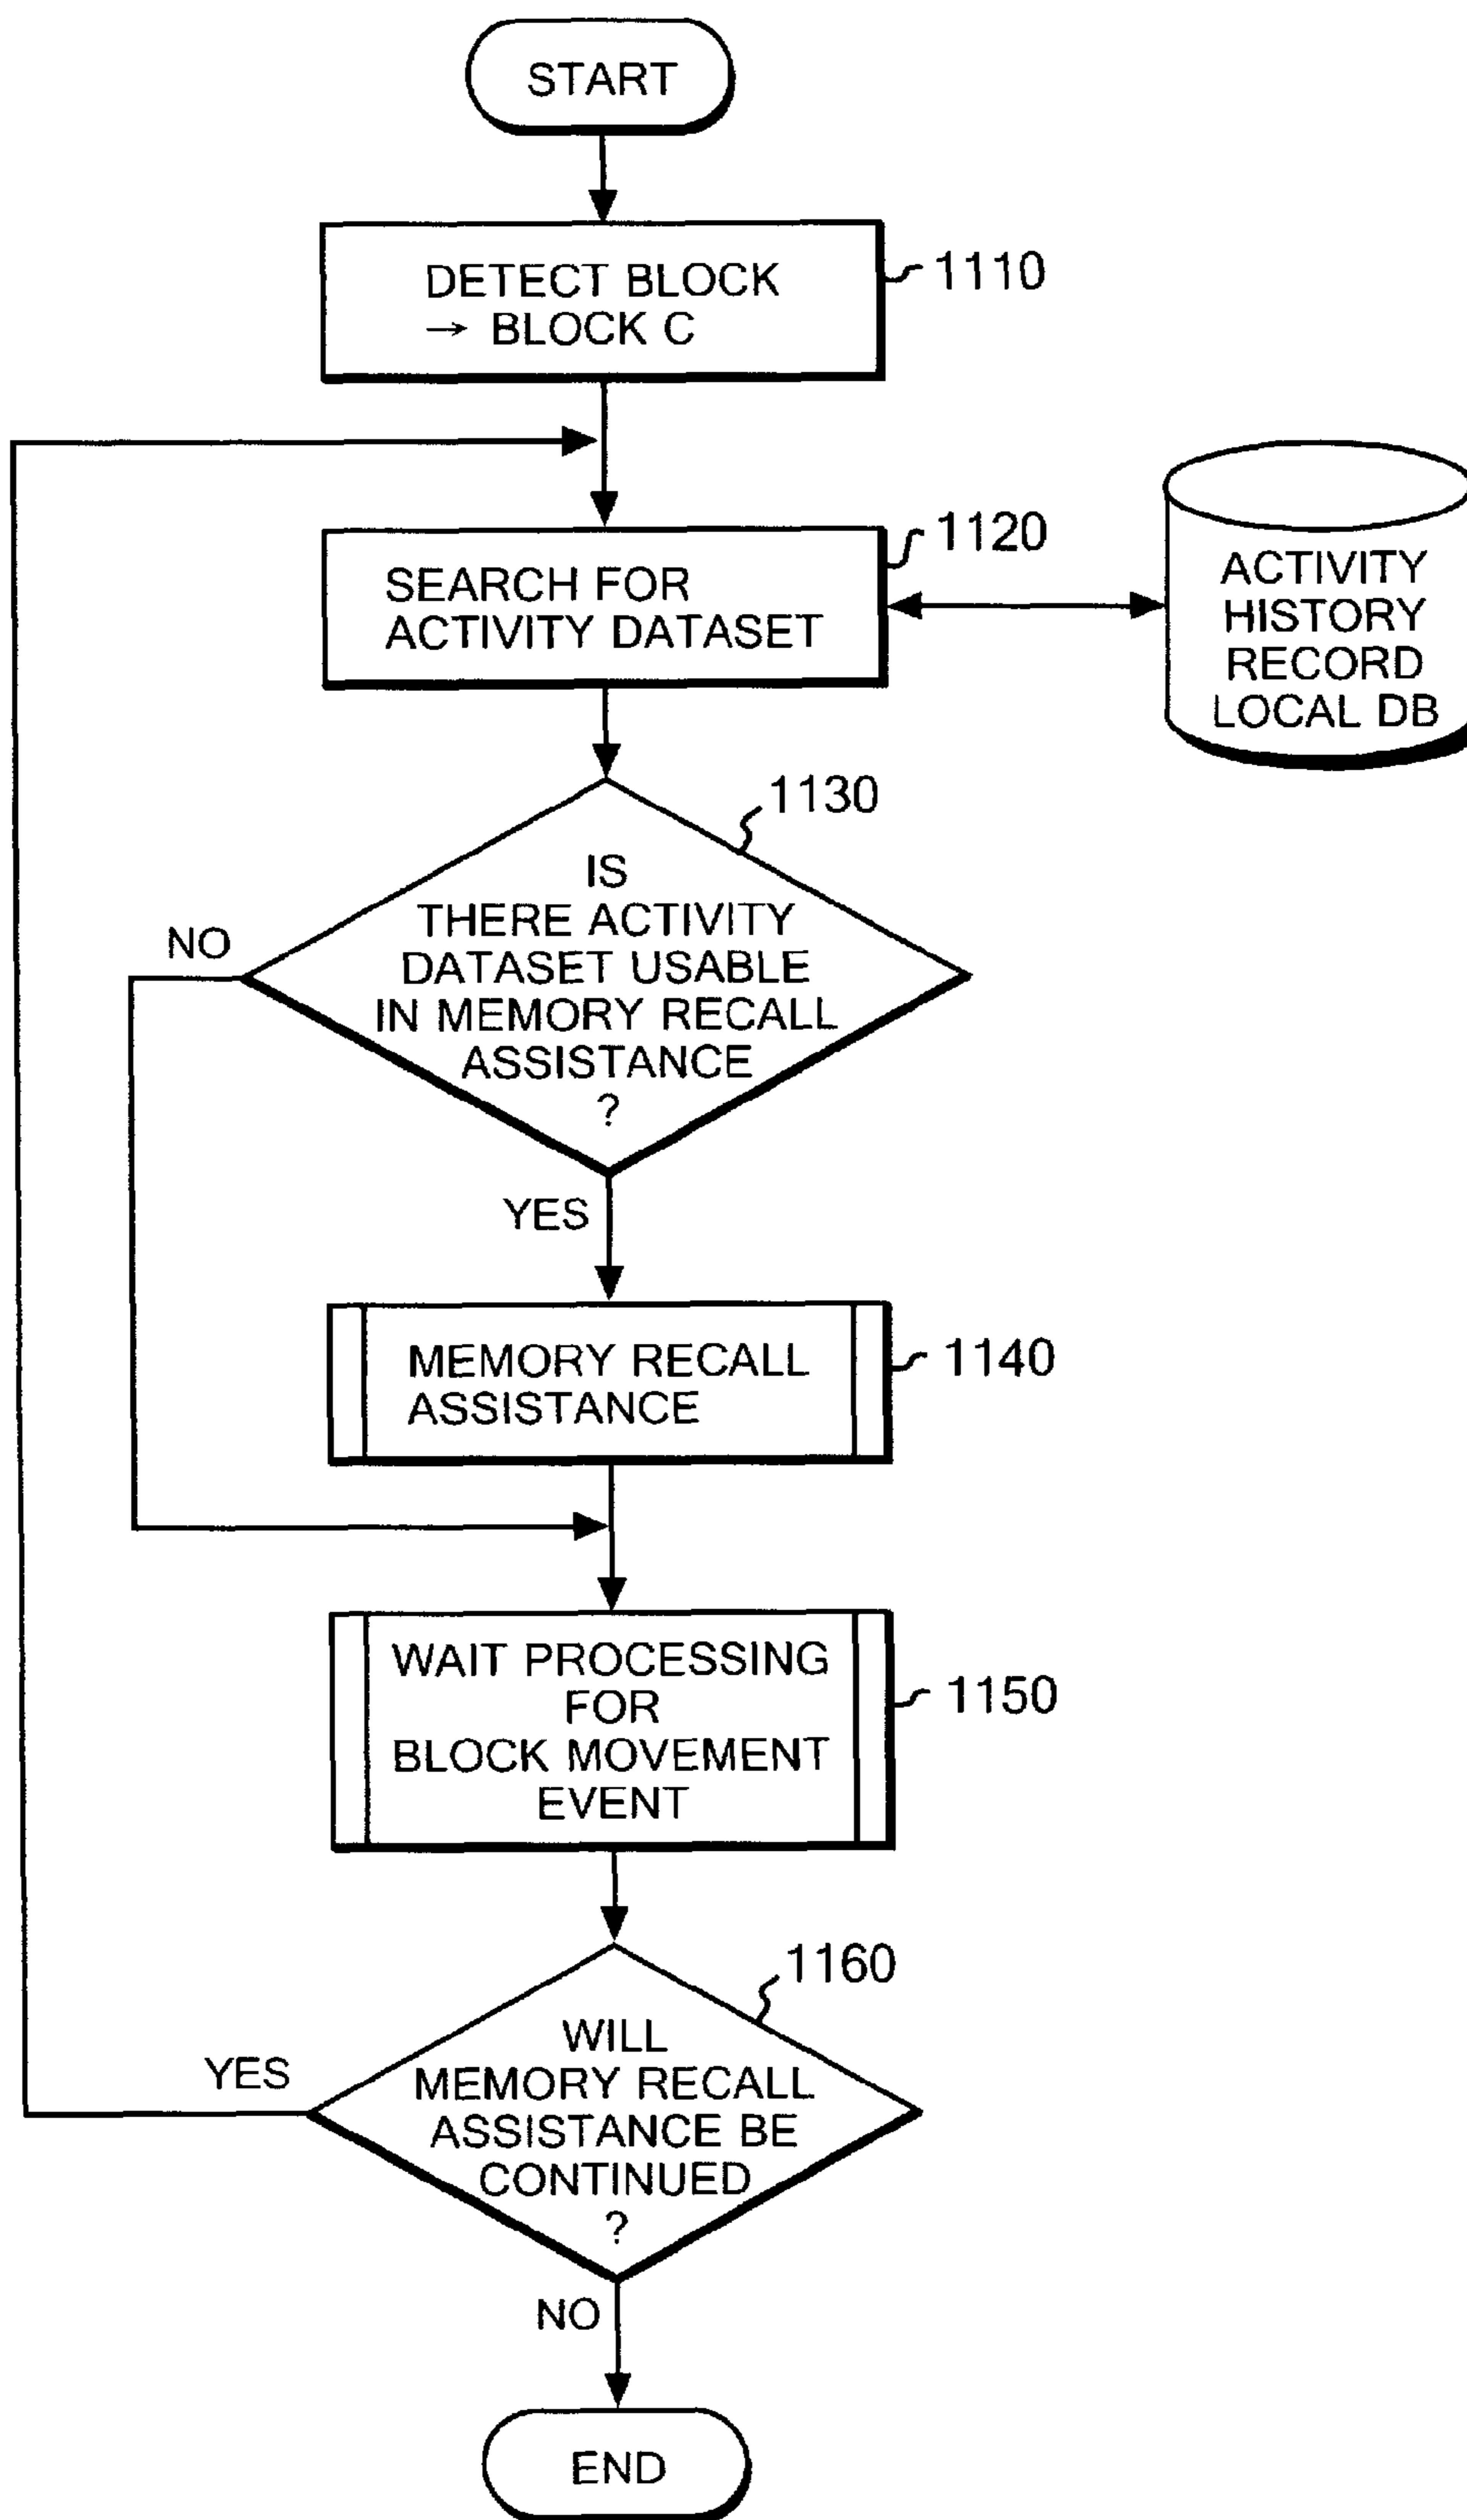 START
DETECT BLOCK
→ BLOCK C
1110
SEARCH FOR
ACTIVITY DATASET
1120
ACTIVITY
HISTORY
RECORD
LOCAL DB
1130
IS
THERE ACTIVITY
DATASET USABLE
IN MEMORY RECALL
ASSISTANCE
?
NO
YES
MEMORY RECALL
ASSISTANCE
1140
WAIT PROCESSING
FOR
BLOCK MOVEMENT
EVENT
1150
1160
WILL
MEMORY RECALL
ASSISTANCE BE
CONTINUED
?
YES
NO
END